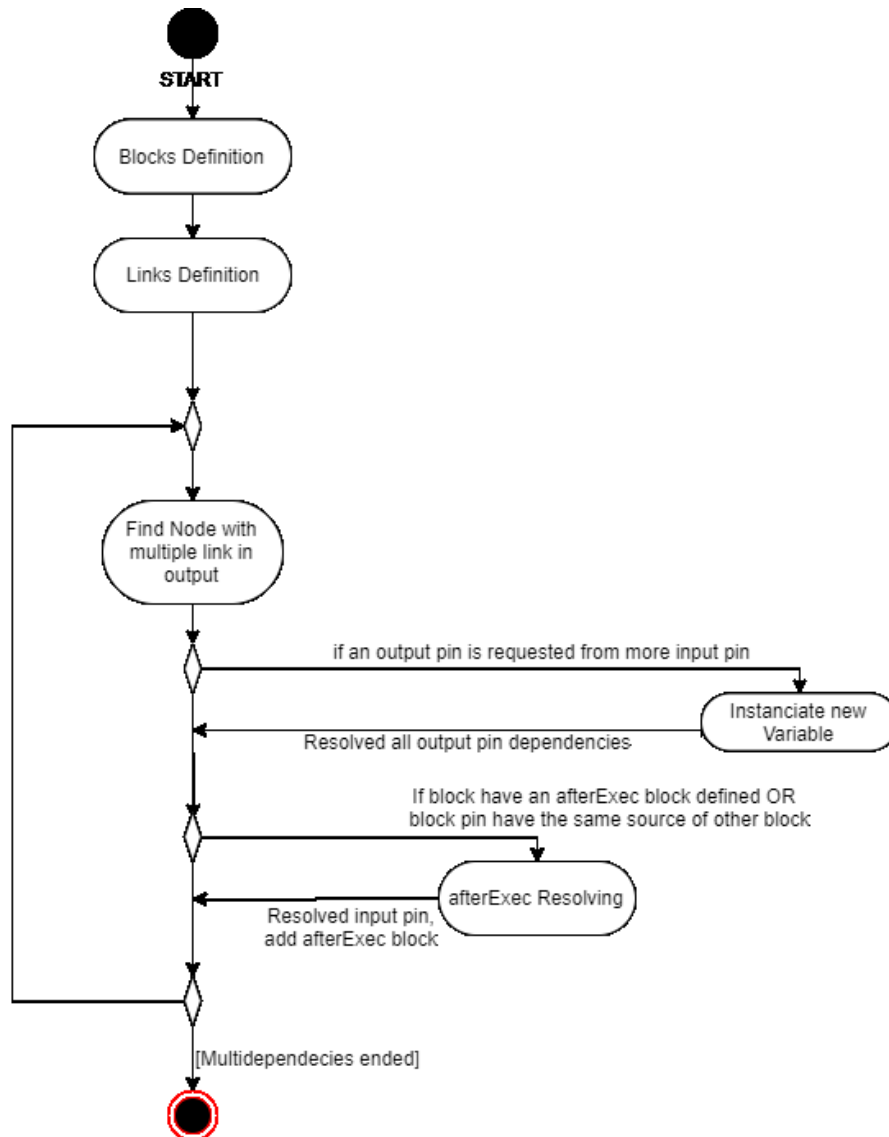 START
Blocks Definition
Links Definition
Find Node with
multiple link in
output
if an output pin is requested from more input pin
Instanciate new
Variable
Resolved all output pin dependencies
If block have an afterExec block defined OR
block pin have the same source of other block
afterExec Resolving
Resolved input pin,
add afterExec block
[Multidependecies ended]